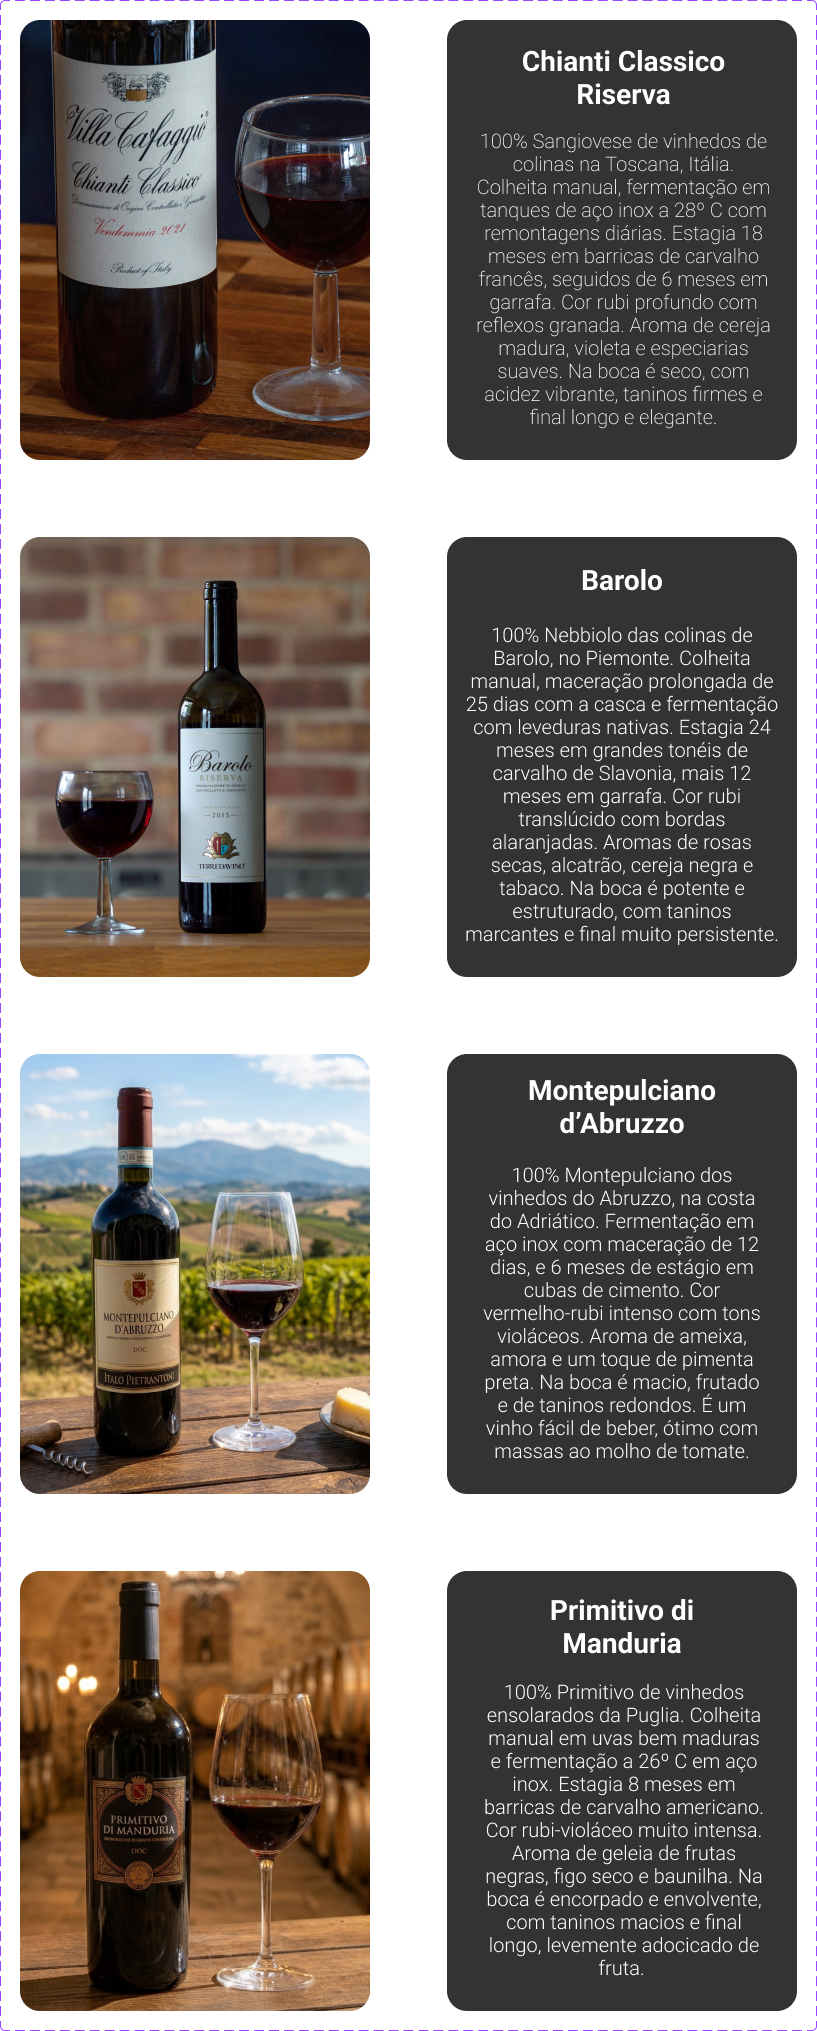 Villa Cafaggio
Chianti Classico
Denominazione di Origine Controllata e Garantita
Vendemmia 2021
Product of Italy
Chianti Classico
Riserva
100% Sangiovese de vinhedos de
colinas na Toscana, Itália.
Colheita manual, fermentação em
tanques de aço inox a 28º C com
remontagens diárias. Estagia 18
meses em barricas de carvalho
francês, seguidos de 6 meses em
garrafa. Cor rubi profundo com
reflexos granada. Aroma de cereja
madura, violeta e especiarias
suaves. Na boca é seco, com
acidez vibrante, taninos firmes e
final longo e elegante.
Barolo
RISERVA
DENOMINAZIONE DI ORIGINE
CONTROLLATA E GARANTITA
2015
TERREDAVINO
Barolo
100% Nebbiolo das colinas de
Barolo, no Piemonte. Colheita
manual, maceração prolongada de
25 dias com a casca e fermentação
com leveduras nativas. Estagia 24
meses em grandes tonéis de
carvalho de Slavonia, mais 12
meses em garrafa. Cor rubi
translúcido com bordas
alaranjadas. Aromas de rosas
secas, alcatrão, cereja negra e
tabaco. Na boca é potente e
estruturado, com taninos
marcantes e final muito persistente.
MONTEPULCIANO
D'ABRUZZO
DOC
ITALO PIETRANTONI
Montepulciano
d’Abruzzo
100% Montepulciano dos
vinhedos do Abruzzo, na costa
do Adriático. Fermentação em
aço inox com maceração de 12
dias, e 6 meses de estágio em
cubas de cimento. Cor
vermelho-rubi intenso com tons
violáceos. Aroma de ameixa,
amora e um toque de pimenta
preta. Na boca é macio, frutado
e de taninos redondos. É um
vinho fácil de beber, ótimo com
massas ao molho de tomate.
PRIMITIVO
DI MANDURIA
DOC
Primitivo di
Manduria
100% Primitivo de vinhedos
ensolarados da Puglia. Colheita
manual em uvas bem maduras
e fermentação a 26º C em aço
inox. Estagia 8 meses em
barricas de carvalho americano.
Cor rubi-violáceo muito intensa.
Aroma de geleia de frutas
negras, figo seco e baunilha. Na
boca é encorpado e envolvente,
com taninos macios e final
longo, levemente adocicado de
fruta.